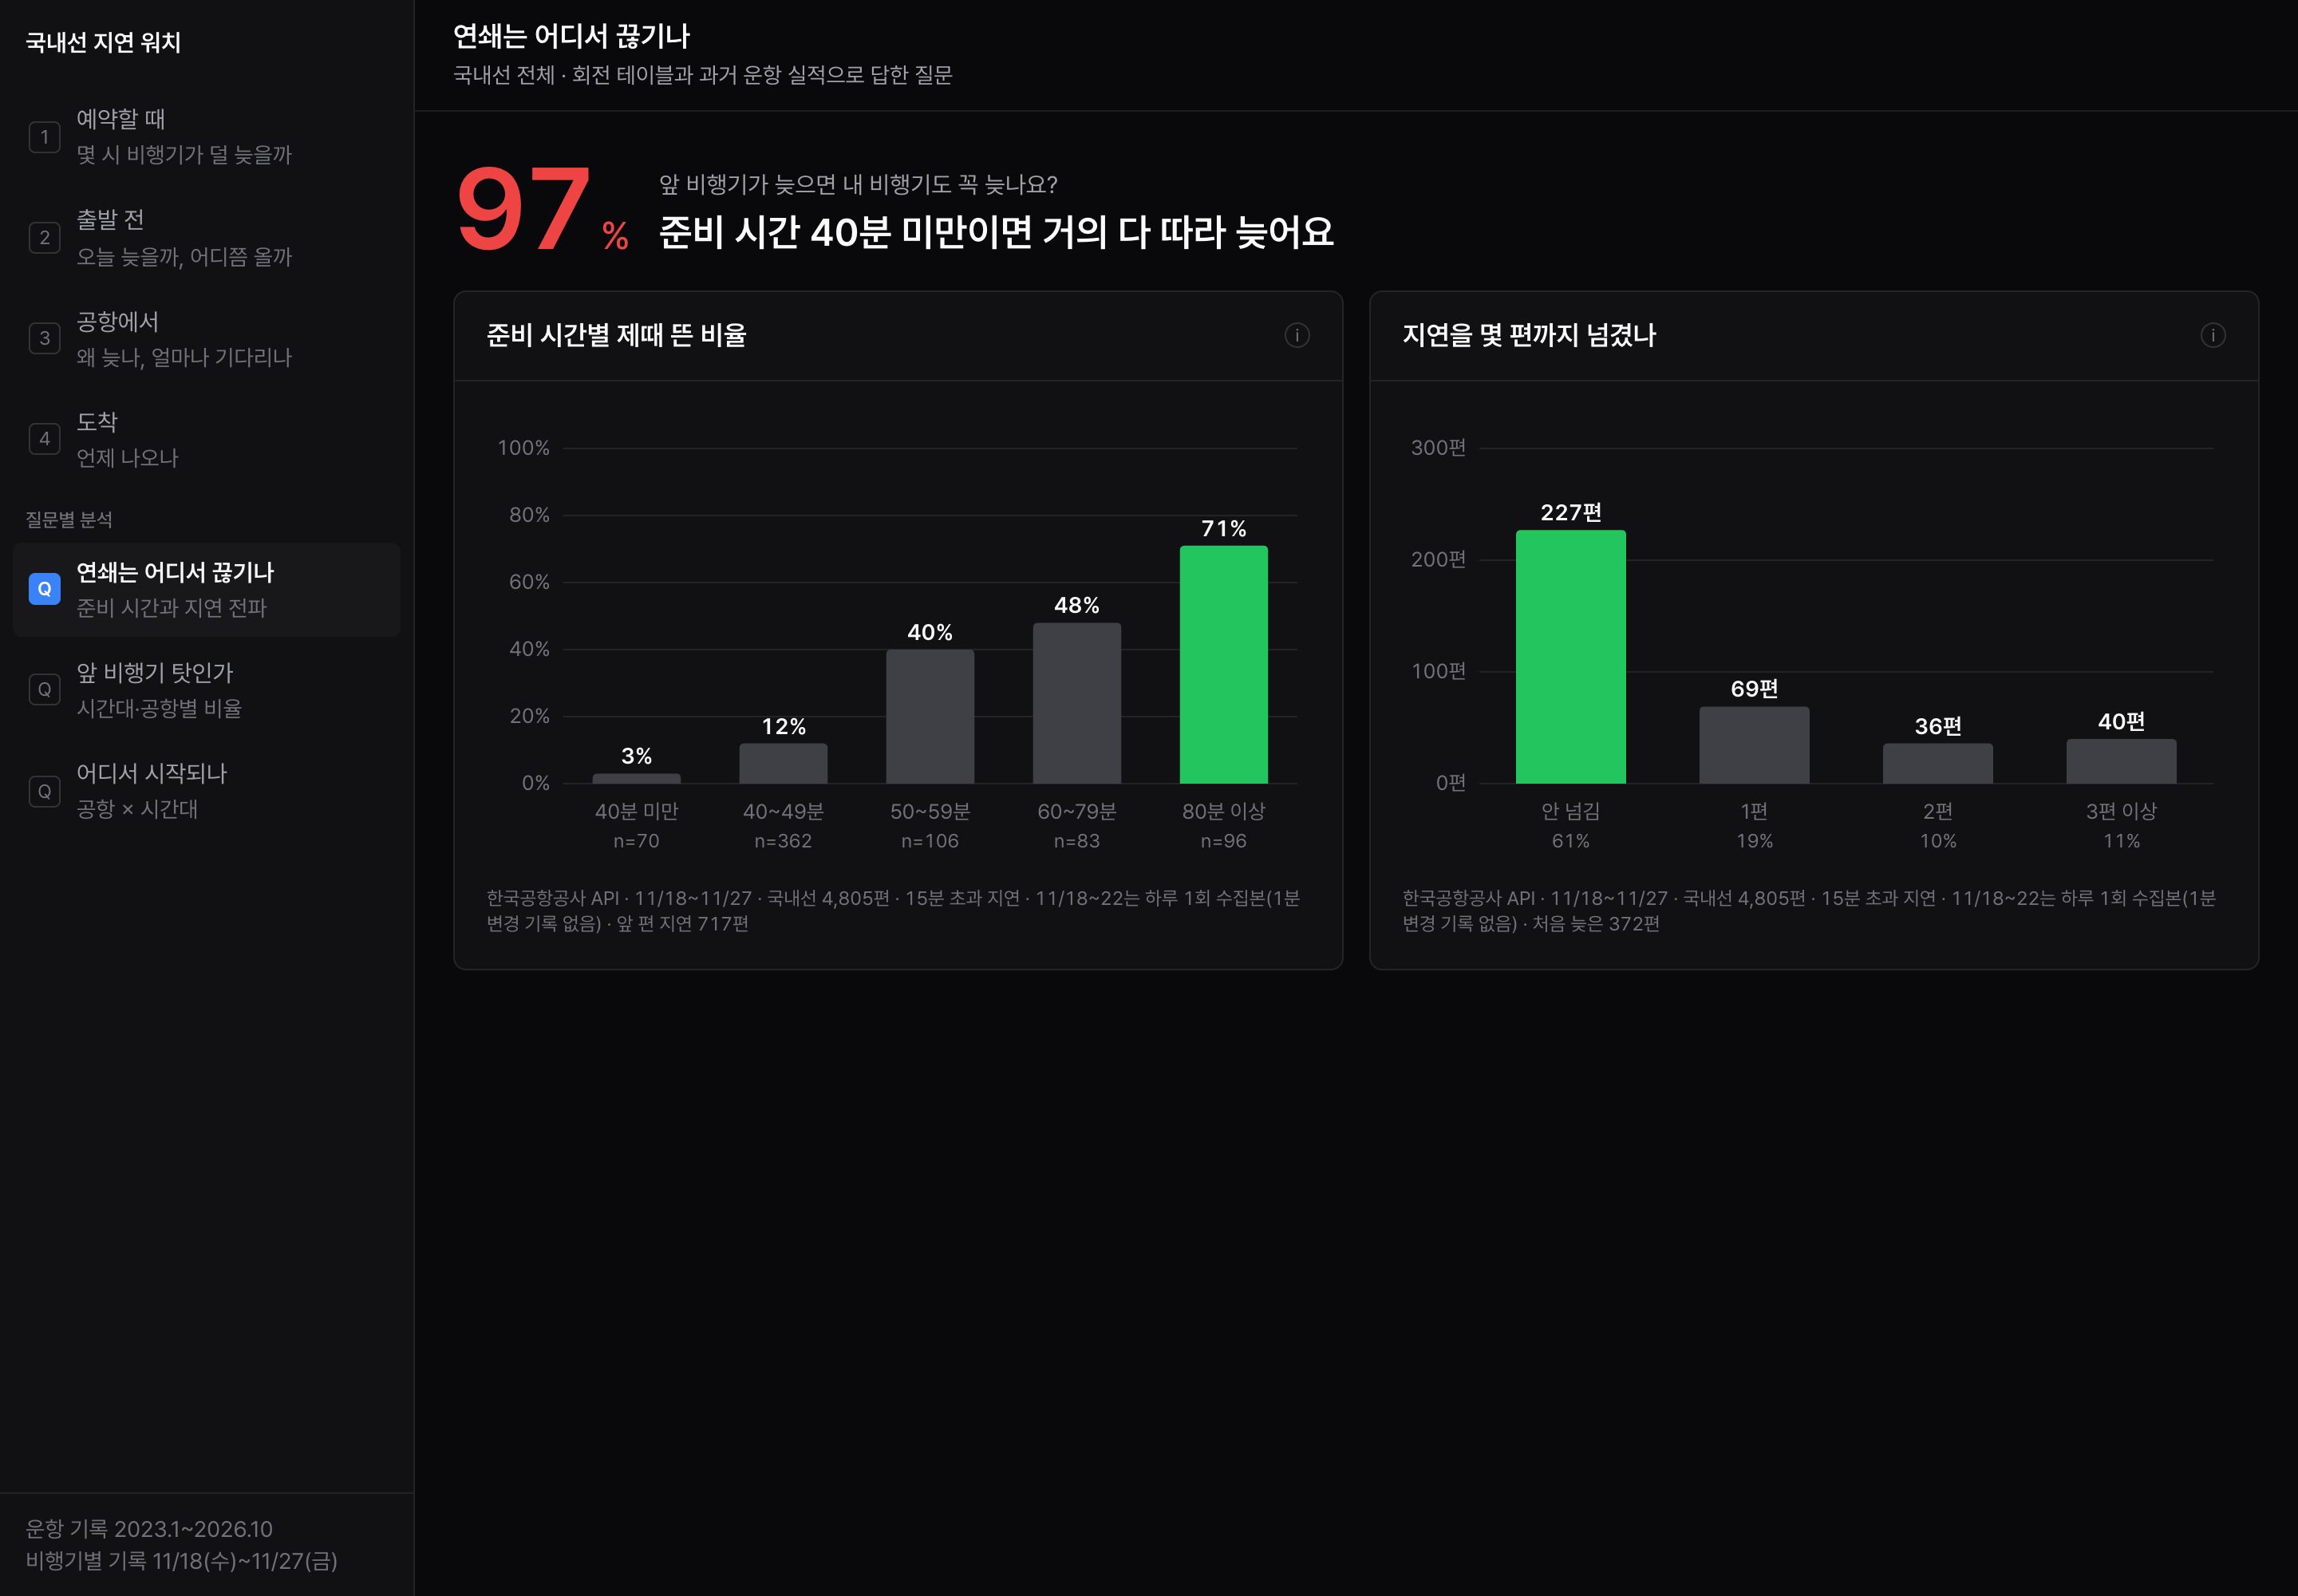 국내선 지연 워치
1
예약할 때
몇 시 비행기가 덜 늦을까
2
출발 전
오늘 늦을까, 어디쯤 올까
3
공항에서
왜 늦나, 얼마나 기다리나
4
도착
언제 나오나
질문별 분석
Q
연쇄는 어디서 끊기나
준비 시간과 지연 전파
Q
앞 비행기 탓인가
시간대·공항별 비율
Q
어디서 시작되나
공항 × 시간대
운항 기록 2023.1~2026.10
비행기별 기록 11/18(수)~11/27(금)
연쇄는 어디서 끊기나
국내선 전체 · 회전 테이블과 과거 운항 실적으로 답한 질문
97 %
앞 비행기가 늦으면 내 비행기도 꼭 늦나요?
준비 시간 40분 미만이면 거의 다 따라 늦어요
준비 시간별 제때 뜬 비율
i
100%
80%
60%
40%
20%
0%
3%
12%
40%
48%
71%
40분 미만
n=70
40~49분
n=362
50~59분
n=106
60~79분
n=83
80분 이상
n=96
한국공항공사 API · 11/18~11/27 · 국내선 4,805편 · 15분 초과 지연 · 11/18~22는 하루 1회 수집본(1분
변경 기록 없음) · 앞 편 지연 717편
지연을 몇 편까지 넘겼나
i
300편
200편
100편
0편
227편
69편
36편
40편
안 넘김
61%
1편
19%
2편
10%
3편 이상
11%
한국공항공사 API · 11/18~11/27 · 국내선 4,805편 · 15분 초과 지연 · 11/18~22는 하루 1회 수집본(1분
변경 기록 없음) · 처음 늦은 372편